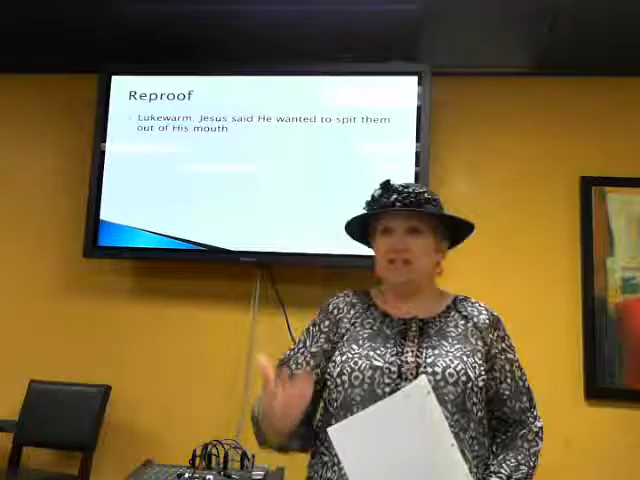 Reproof
Lukewarm. Jesus said He wanted to spit them
out of His mouth